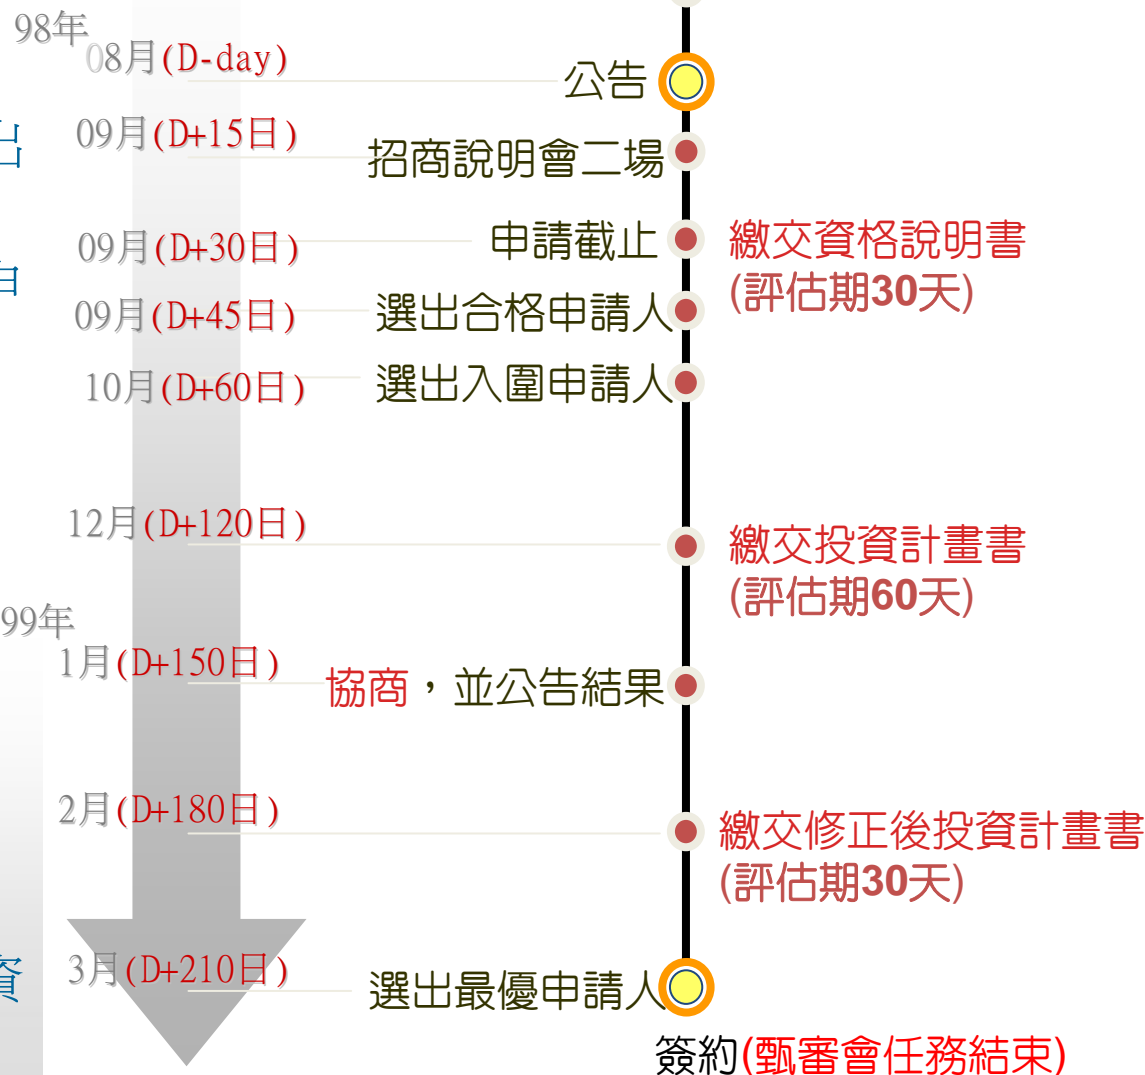 98年
08月(D-day)
公告
09月(D+15日)
招商說明會二場
09月(D+30日)
申請截止
繳交資格說明書
(評估期30天)
09月(D+45日)
選出合格申請人
10月(D+60日)
選出入圍申請人
12月(D+120日)
繳交投資計畫書
(評估期60天)
99年
1月(D+150日)
協商，並公告結果
2月(D+180日)
繳交修正後投資計畫書
(評估期30天)
3月(D+210日)
選出最優申請人
簽約(甄審會任務結束)